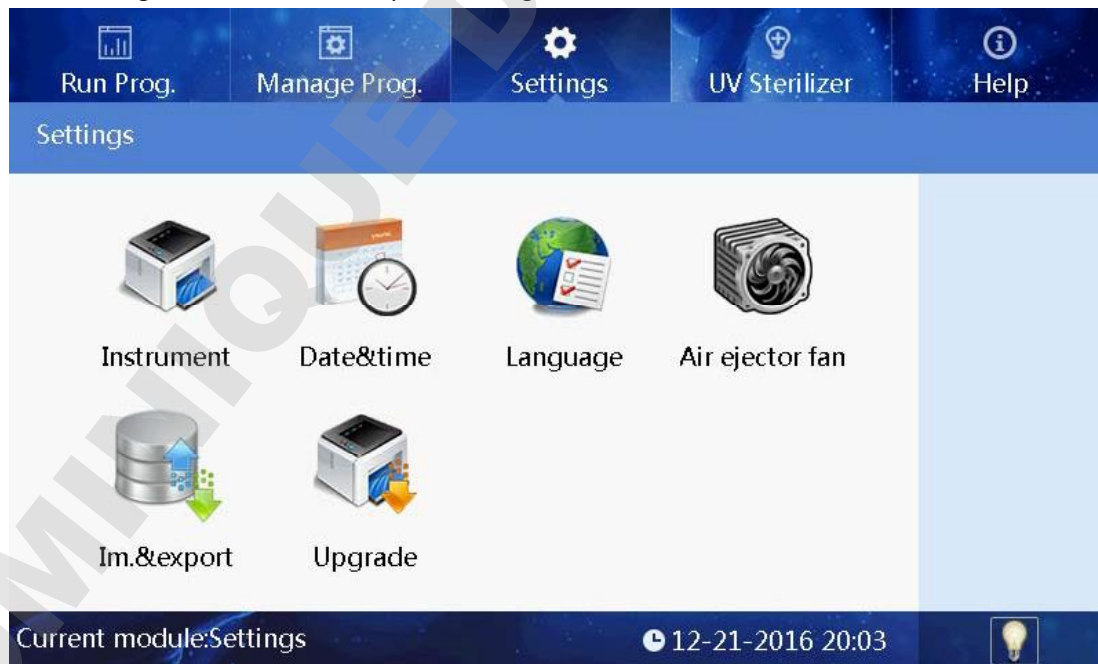 Run Prog. Manage Prog. Settings UV Sterilizer Help
Settings
Instrument Date&time Language Air ejector fan
Im.&export Upgrade
Current module:Settings 12-21-2016 20:03